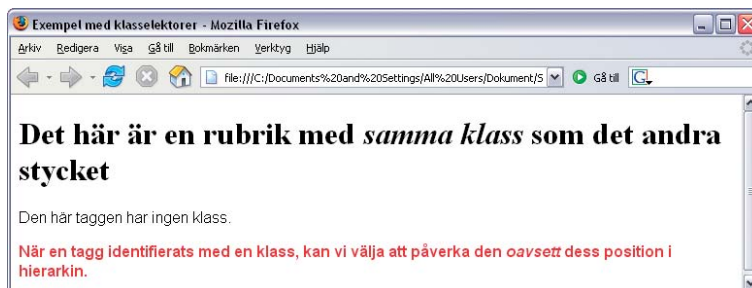 Exempel med klasselektorer - Mozilla Firefox
Arkiv Redigera Visa Gå till Bokmärken Verktyg Hjälp
file:///C:/Documents%20and%20Settings/All%20Users/Dokument/S Gå till G
Det här är en rubrik med samma klass som det andra
stycket
Den här taggen har ingen klass.
När en tagg identifierats med en klass, kan vi välja att påverka den oavsett dess position i
hierarkin.